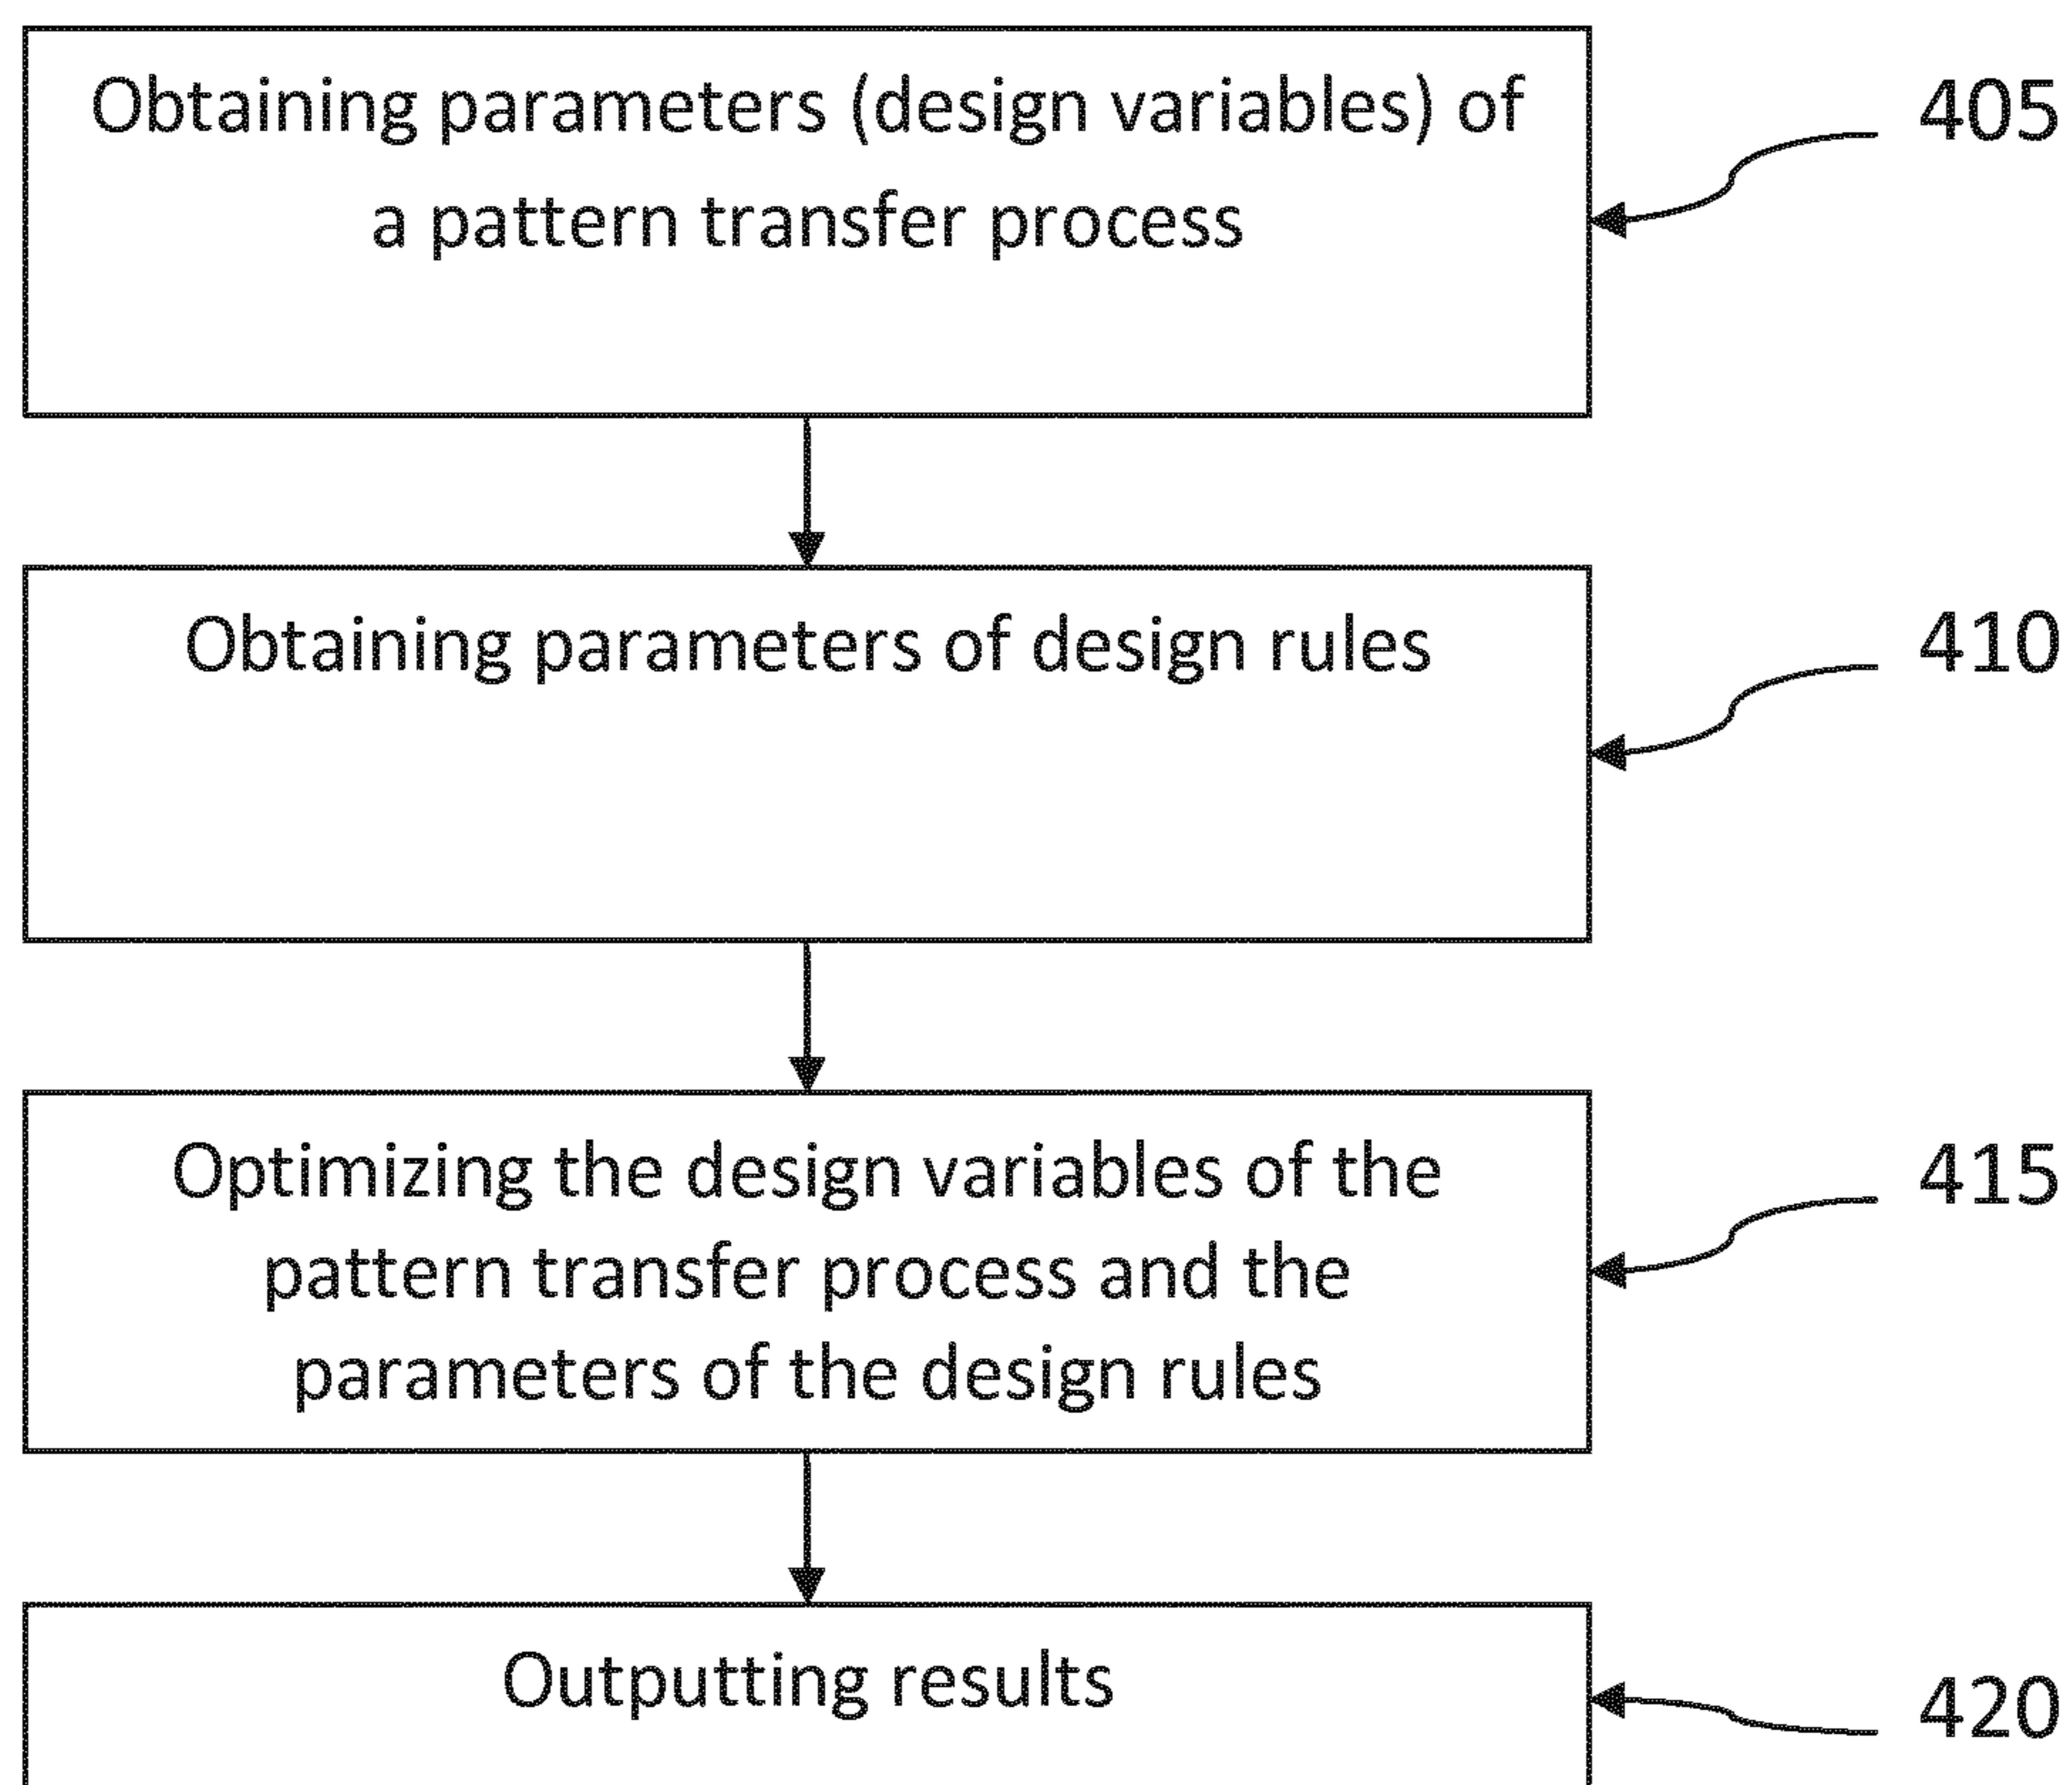 Obtaining parameters (design variables) of
a pattern transfer process
405
Obtaining parameters of design rules
410
Optimizing the design variables of the
pattern transfer process and the
parameters of the design rules
415
Outputting results
420